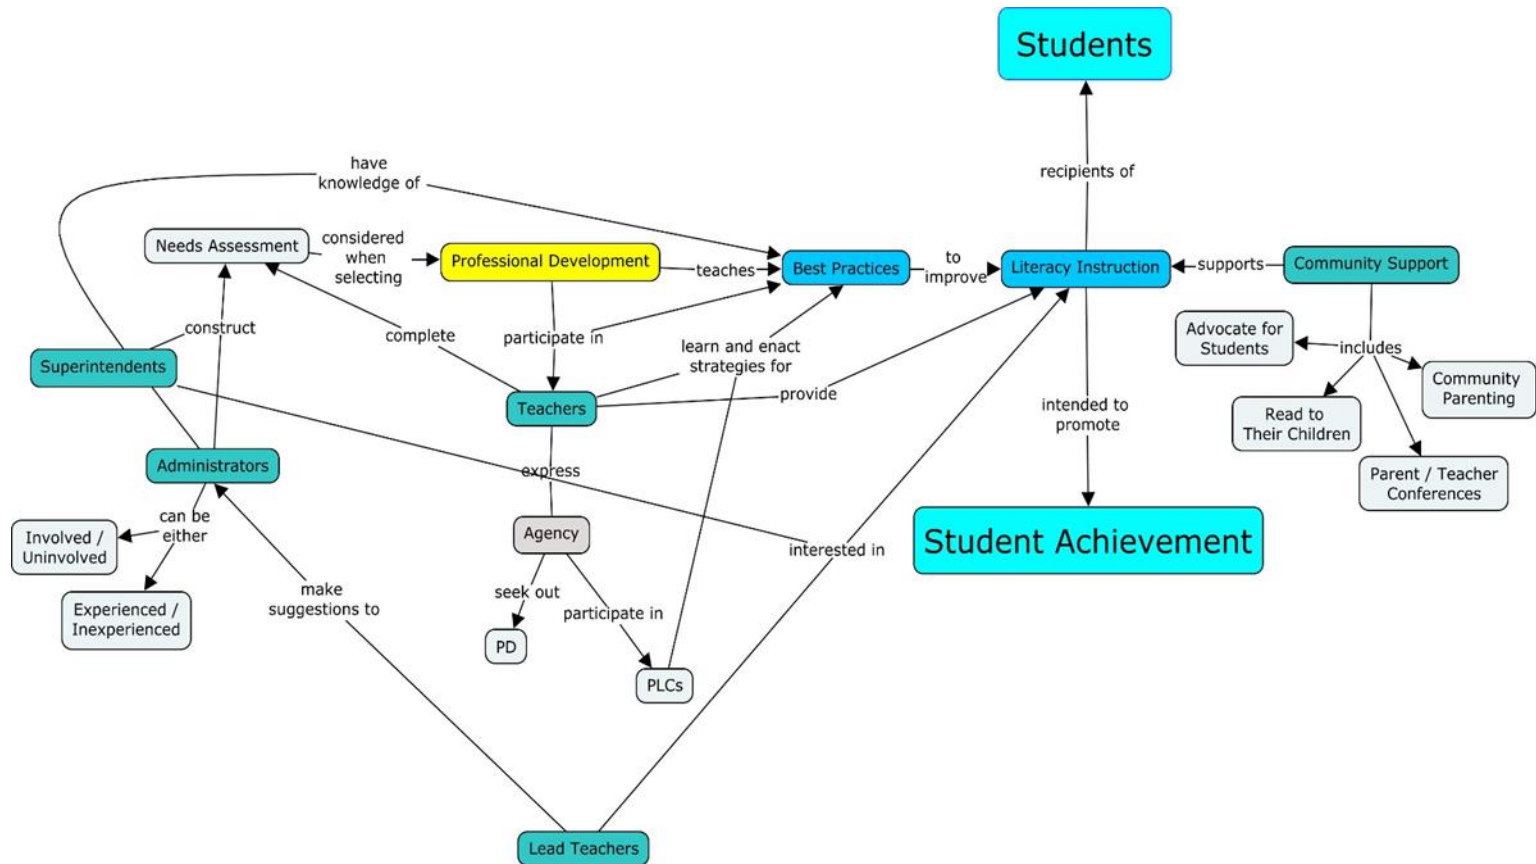 Students
recipients of
have
knowledge of
Needs Assessment
considered
when
selecting
Professional Development
teaches
Best Practices
to
improve
Literacy Instruction
supports
Community Support
construct
complete
participate in
learn and enact
strategies for
Advocate for
Students
includes
Community
Parenting
Superintendents
Teachers
provide
intended to
promote
Read to
Their Children
Administrators
express
Parent / Teacher
Conferences
can be
either
Involved /
Uninvolved
Agency
interested in
Student Achievement
Experienced /
Inexperienced
make
suggestions to
seek out
participate in
PD
PLCs
Lead Teachers